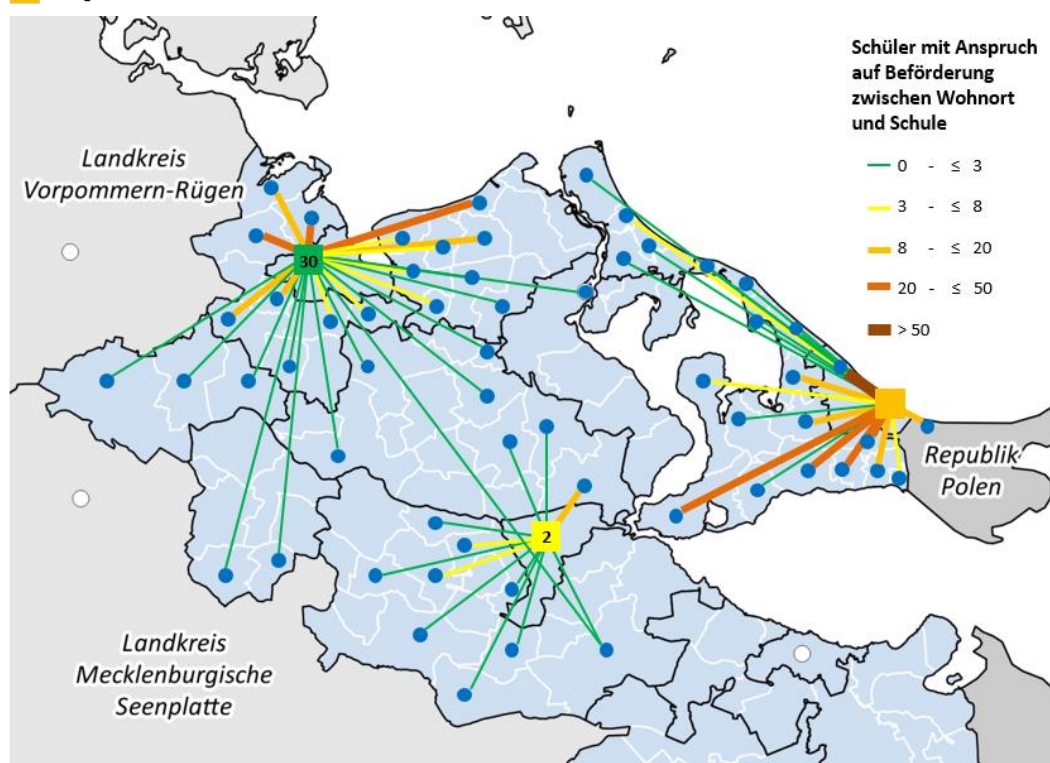 Schüler mit Anspruch
auf Beförderung
zwischen Wohnort
und Schule
0 - ≤ 3
3 - ≤ 8
8 - ≤ 20
20 - ≤ 50
> 50
Landkreis
Vorpommern-Rügen
30
Republik
Polen
2
Landkreis
Mecklenburgische
Seenplatte